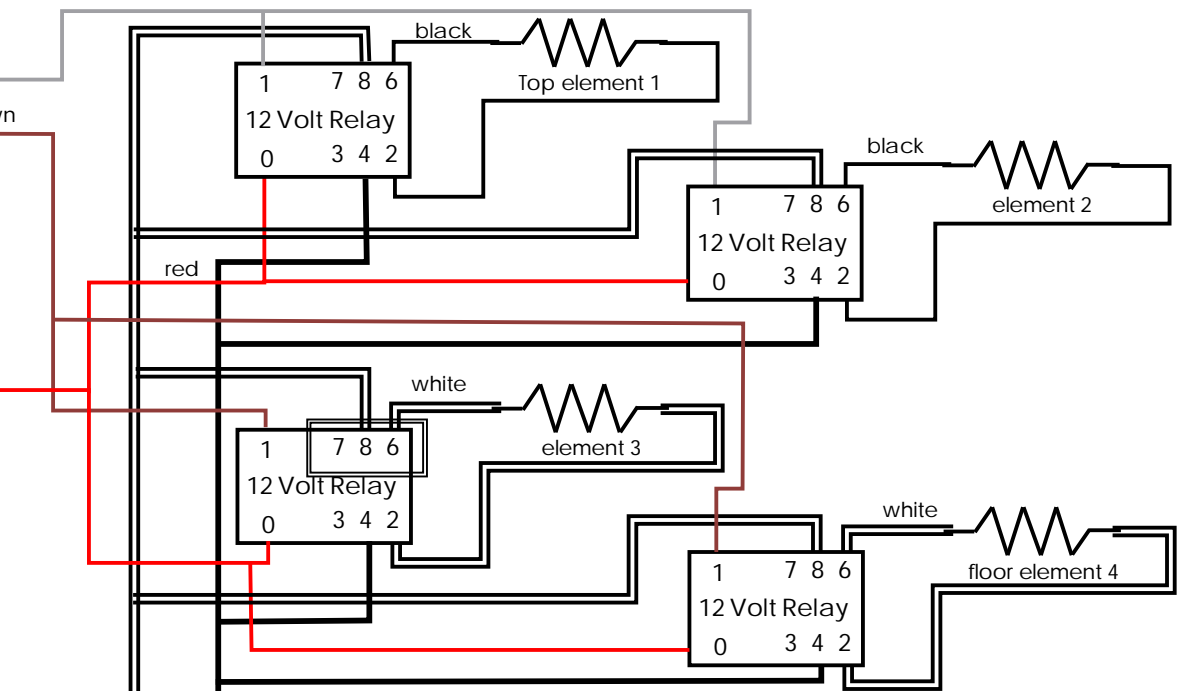 black
1 7 8 6
Top element 1
12 Volt Relay
0 3 4 2
black
1 7 8 6
element 2
12 Volt Relay
0 3 4 2
red
white
1 7 8 6
element 3
12 Volt Relay
0 3 4 2
white
1 7 8 6
floor element 4
12 Volt Relay
0 3 4 2